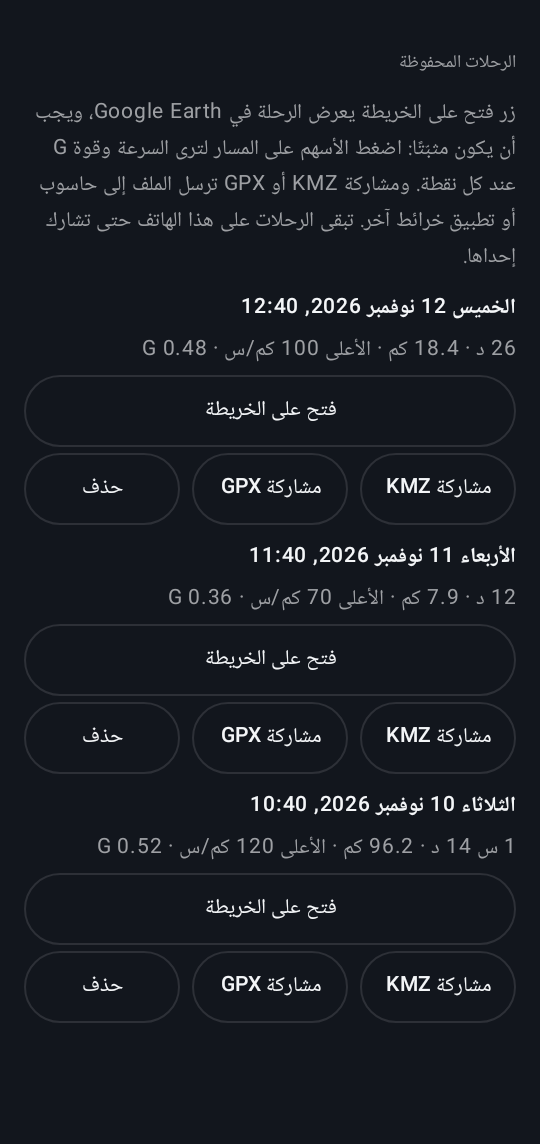 الرحلات المحفوظة
زر فتح على الخريطة يعرض الرحلة في Google Earth، ويجب
أن يكون مثبتًا: اضغط الأسهم على المسار لترى السرعة وقوة G
عند كل نقطة. ومشاركة KMZ أو GPX ترسل الملف إلى حاسوب
أو تطبيق خرائط آخر. تبقى الرحلات على هذا الهاتف حتى تشارك
إحداها.
الخميس 12 نوفمبر 2026, 12:40
26 د · 18.4 كم · الأعلى 100 كم/س · 0.48 G
فتح على الخريطة
مشاركة KMZ
مشاركة GPX
حذف
الأربعاء 11 نوفمبر 2026, 11:40
12 د · 7.9 كم · الأعلى 70 كم/س · 0.36 G
فتح على الخريطة
مشاركة KMZ
مشاركة GPX
حذف
الثلاثاء 10 نوفمبر 2026, 10:40
1 س 14 د · 96.2 كم · الأعلى 120 كم/س · 0.52 G
فتح على الخريطة
مشاركة KMZ
مشاركة GPX
حذف